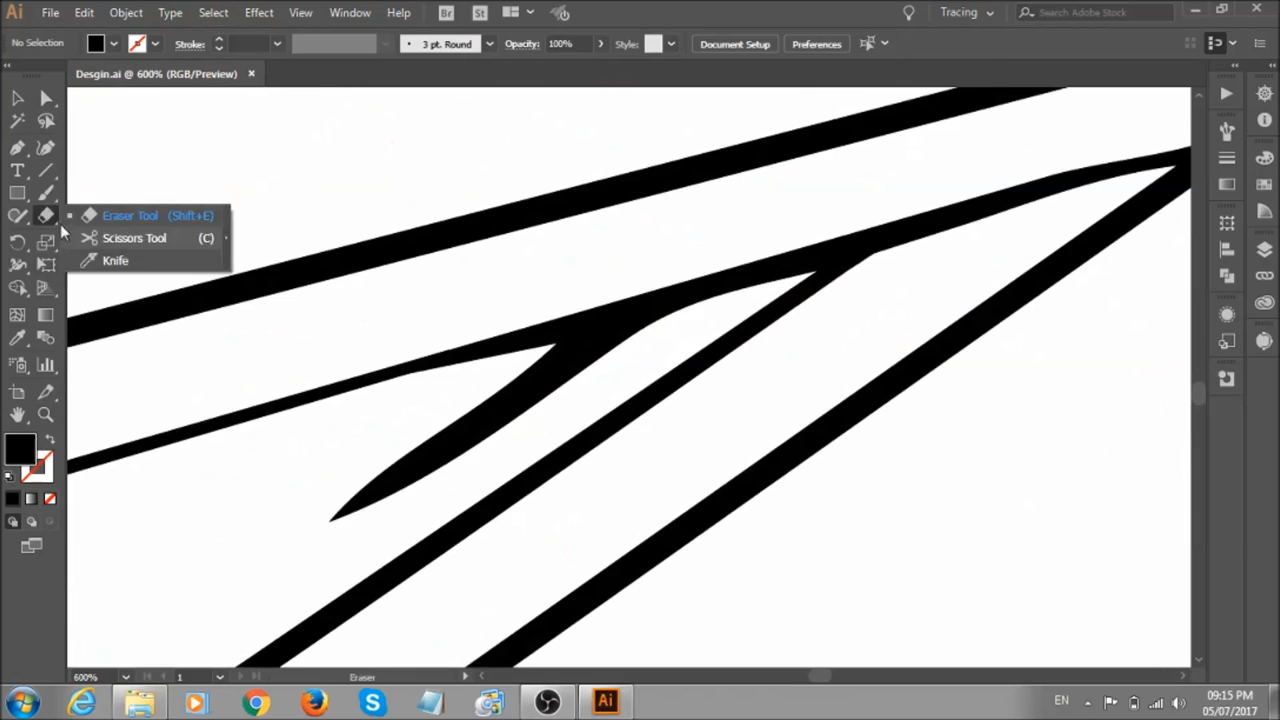 Ai File Edit Object Type Select Effect View Window Help Br St Tracing Search Adobe Stock
No Selection Stroke: 3 pt. Round Opacity: 100% Style: Document Setup Preferences
Desgin.ai @ 600% (RGB/Preview)
Eraser Tool (Shift+E)
Scissors Tool (C)
Knife
600% 1 Eraser
Ai EN 09:15 PM
05/07/2017